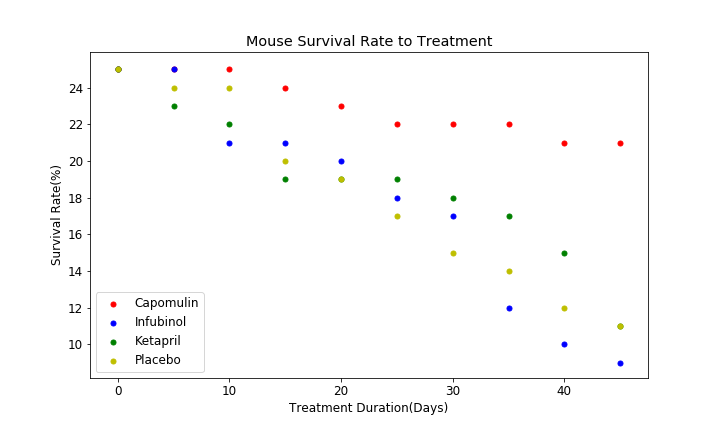 Mouse Survival Rate to Treatment
Survival Rate(%)
24
22
20
18
16
14
12
10
Capomulin
Infubinol
Ketapril
Placebo
0 10 20 30 40
Treatment Duration(Days)